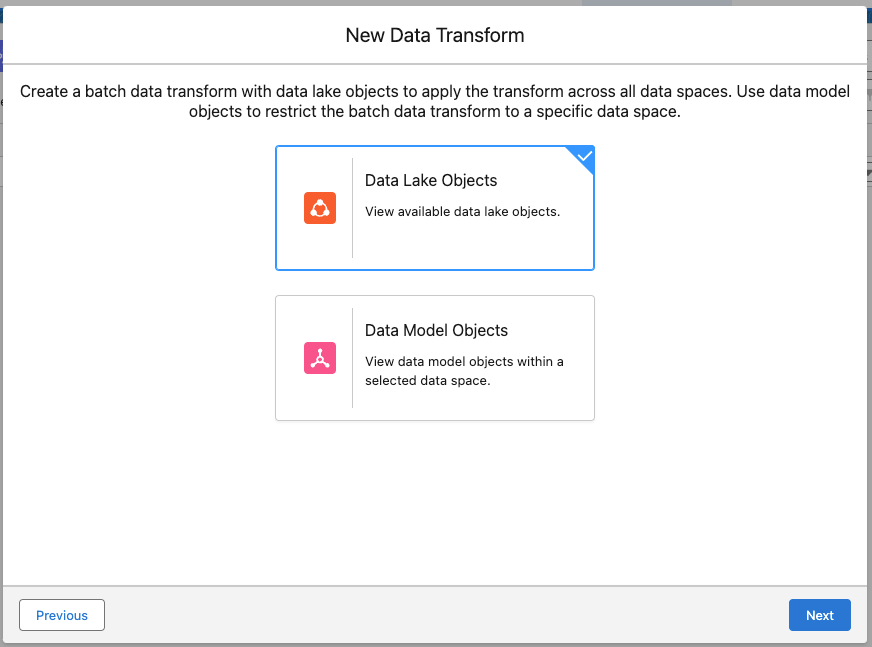 New Data Transform
Create a batch data transform with data lake objects to apply the transform across all data spaces. Use data model
objects to restrict the batch data transform to a specific data space.
Data Lake Objects
View available data lake objects.
Data Model Objects
View data model objects within a
selected data space.
Previous
Next